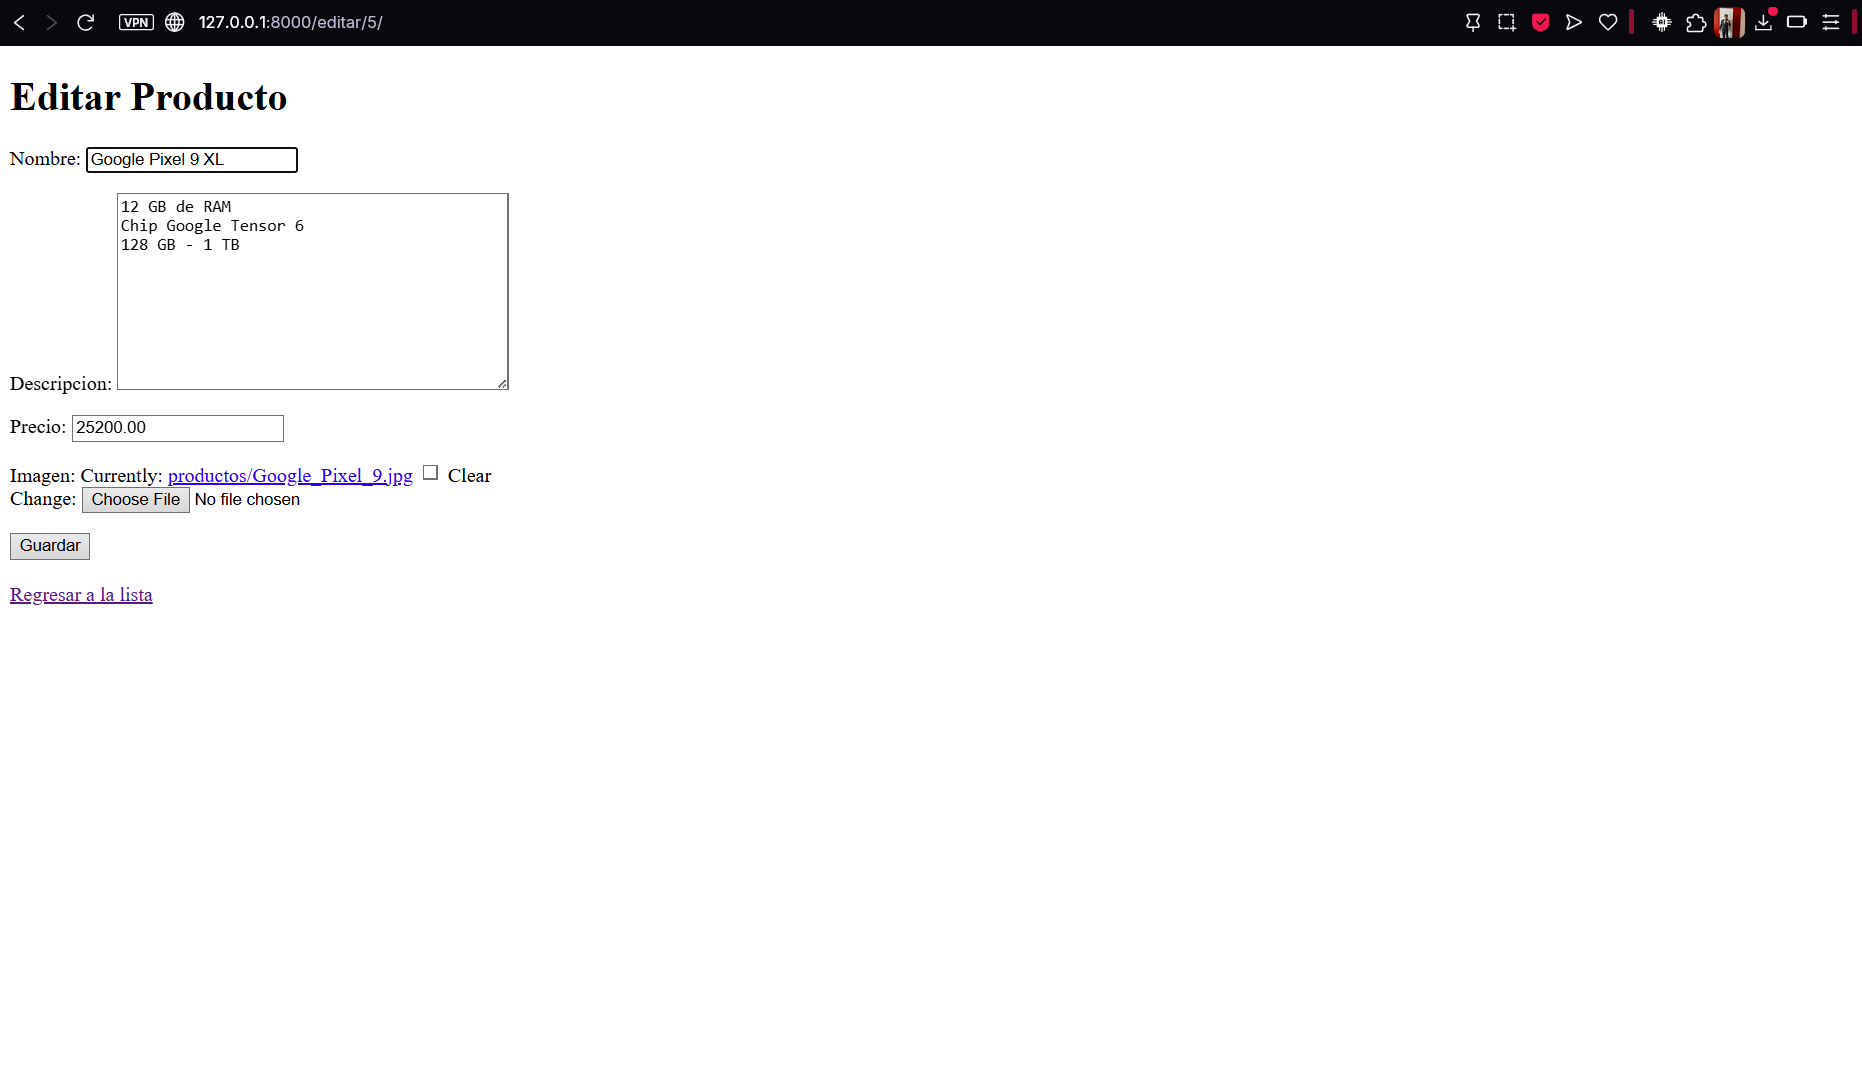 VPN 127.0.0.1:8000/editar/5/
AI
Editar Producto
Nombre: Google Pixel 9 XL
12 GB de RAM
Chip Google Tensor 6
128 GB - 1 TB
Descripcion:
Precio: 25200.00
Imagen: Currently: productos/Google_Pixel_9.jpg Clear
Change: Choose File No file chosen
Guardar
Regresar a la lista